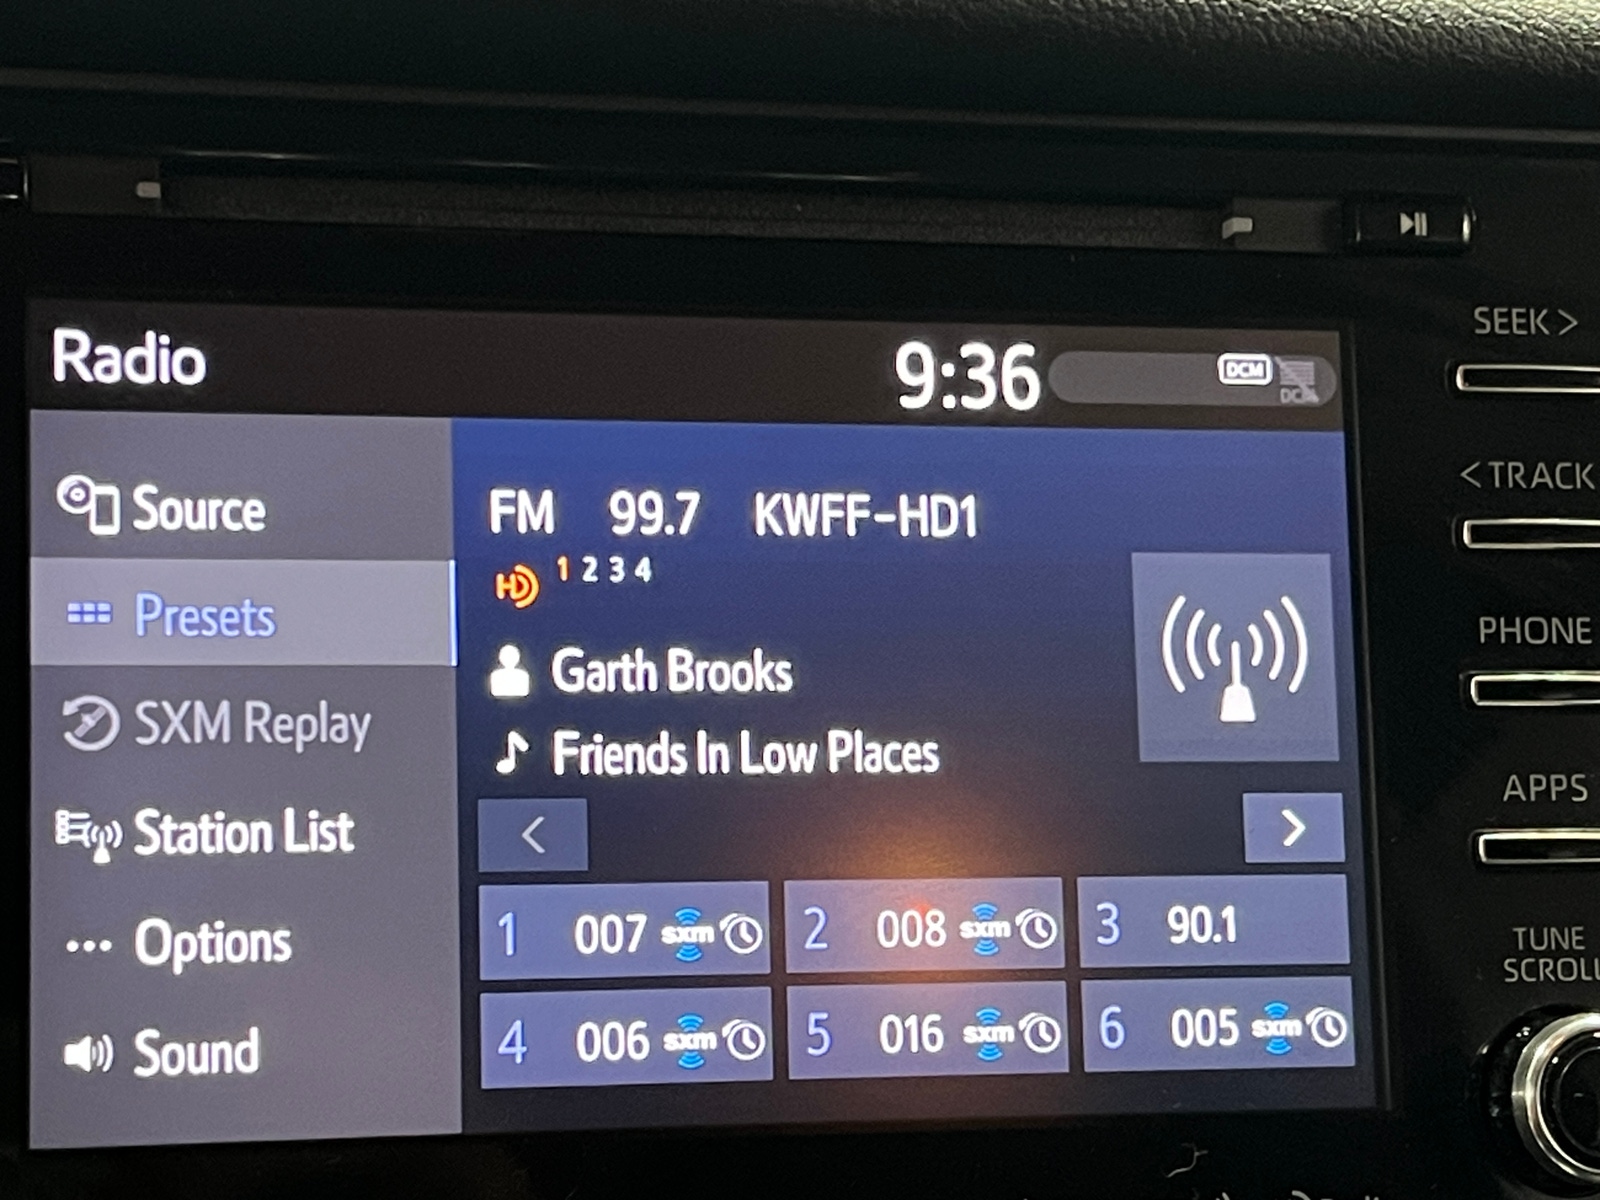 Radio 9:36 DCM
Source
Presets
SXM Replay
Station List
Options
Sound
FM 99.7 KWFF-HD1
HD 1 2 3 4
Garth Brooks
Friends In Low Places
< >
1 007 sxm 2 008 sxm 3 90.1
4 006 sxm 5 016 sxm 6 005 sxm
SEEK >
< TRACK
PHONE
APPS
TUNE
SCROLL